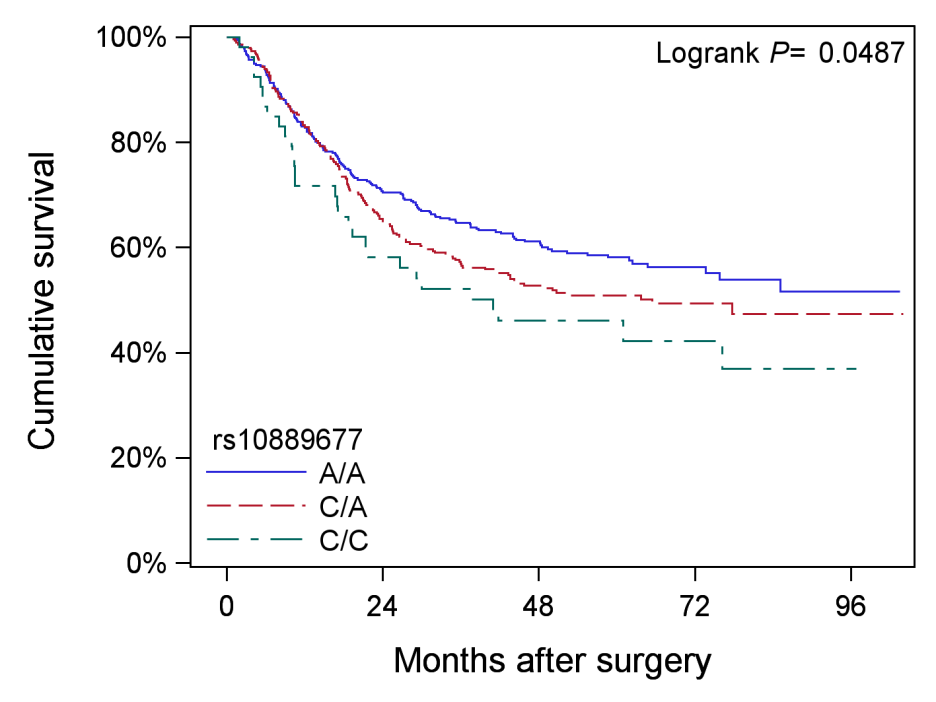 100%
Logrank P= 0.0487
80%
60%
40%
20%
0%
Cumulative survival
rs10889677
A/A
C/A
C/C
0 24 48 72 96
Months after surgery